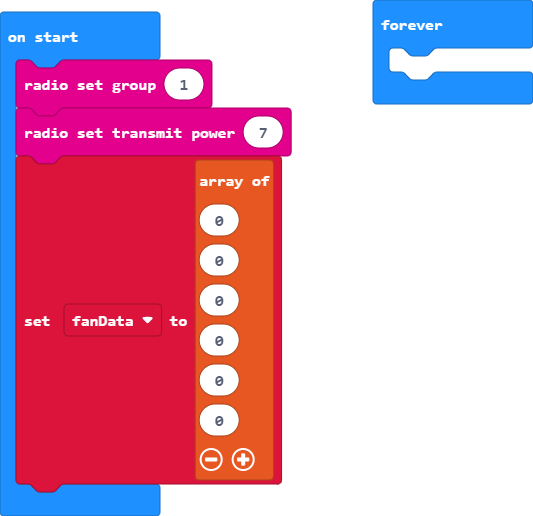 on start
forever
radio set group 1
radio set transmit power 7
array of
0
0
0
set fanData to
0
0
0